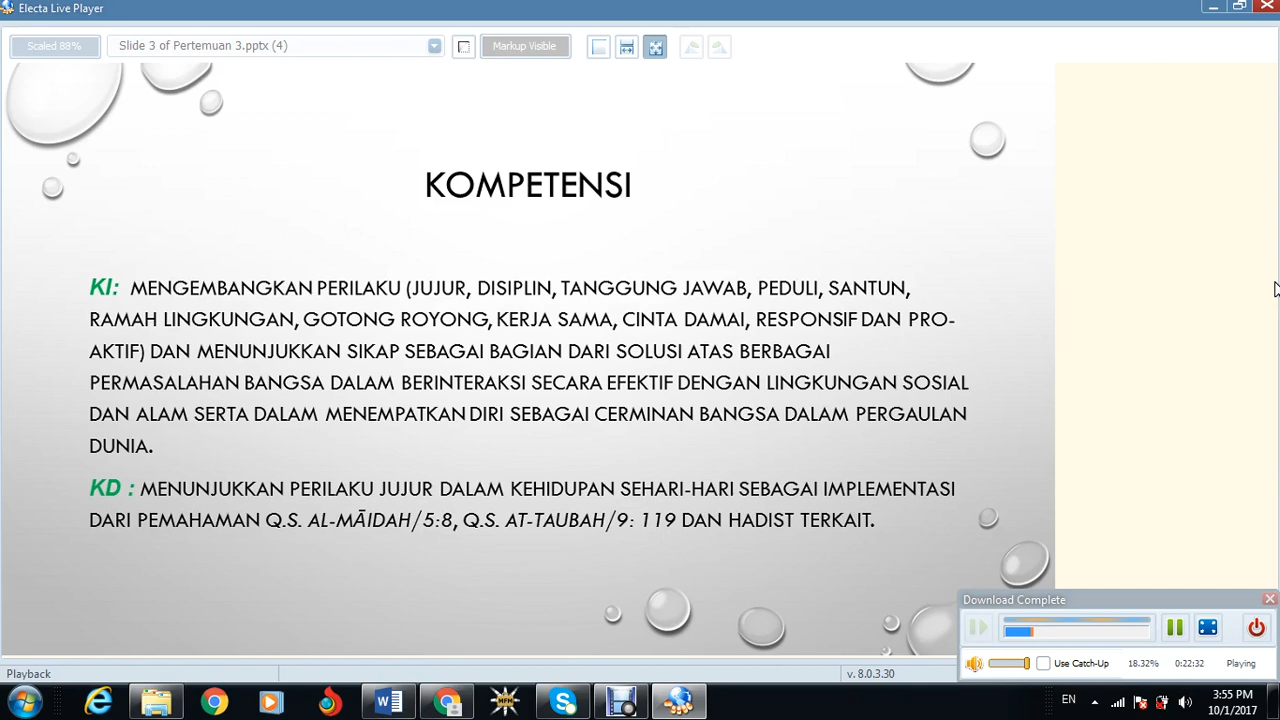 Electa Live Player
Scaled 88%
Slide 3 of Pertemuan 3.pptx (4)
Markup Visible
KOMPETENSI
KI: MENGEMBANGKAN PERILAKU (JUJUR, DISIPLIN, TANGGUNG JAWAB, PEDULI, SANTUN,
RAMAH LINGKUNGAN, GOTONG ROYONG, KERJA SAMA, CINTA DAMAI, RESPONSIF DAN PRO-
AKTIF) DAN MENUNJUKKAN SIKAP SEBAGAI BAGIAN DARI SOLUSI ATAS BERBAGAI
PERMASALAHAN BANGSA DALAM BERINTERAKSI SECARA EFEKTIF DENGAN LINGKUNGAN SOSIAL
DAN ALAM SERTA DALAM MENEMPATKAN DIRI SEBAGAI CERMINAN BANGSA DALAM PERGAULAN
DUNIA.
KD : MENUNJUKKAN PERILAKU JUJUR DALAM KEHIDUPAN SEHARI-HARI SEBAGAI IMPLEMENTASI
DARI PEMAHAMAN Q.S. AL-MĀIDAH/5:8, Q.S. AT-TAUBAH/9: 119 DAN HADIST TERKAIT.
Download Complete
Use Catch-Up
18.32%
0:22:32
Playing
Playback
v. 8.0.3.30
EN
3:55 PM
10/1/2017